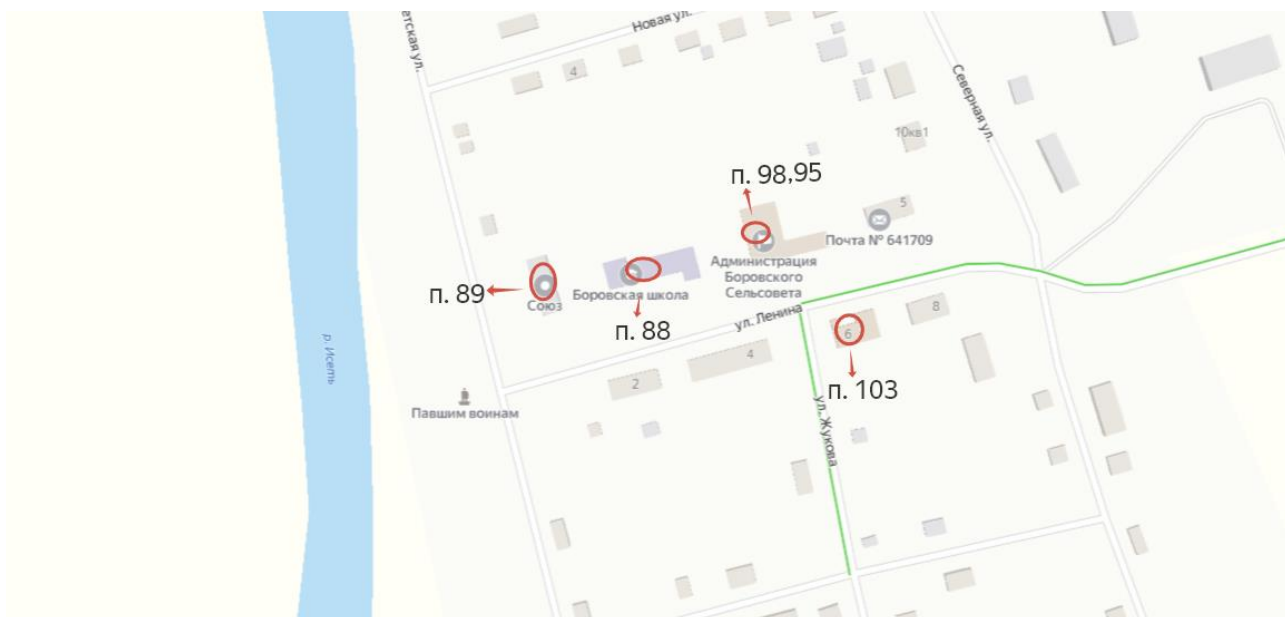 етская ул.
Новая ул.
4
Северная ул.
10кв1
п. 98,95
5
Почта № 641709
Администрация
Боровского
Сельсовета
п. 89
Союз
Боровская школа
п. 88
ул. Ленина
8
6
4
2
п. 103
р. Исеть
Павшим воинам
ул. Жукова